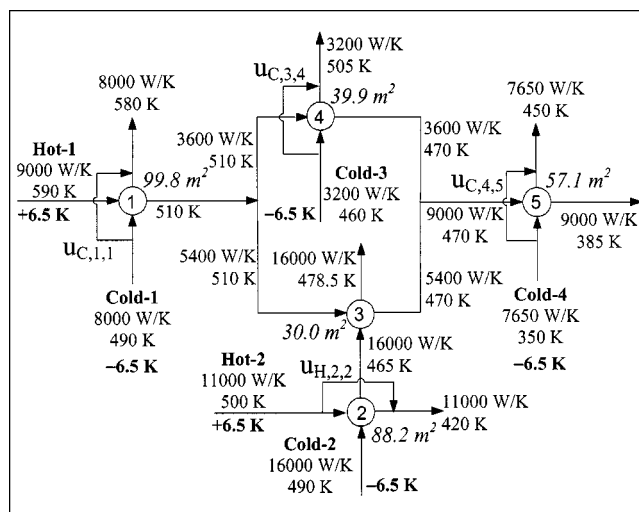 8000 W/K
580 K
Hot-1
9000 W/K
590 K
+6.5 K
1
99.8 m²
510 K
u_{C,1,1}
Cold-1
8000 W/K
490 K
−6.5 K
3600 W/K
510 K
5400 W/K
510 K
3200 W/K
505 K
u_{C,3,4}
4
39.9 m²
Cold-3
3200 W/K
460 K
−6.5 K
3600 W/K
470 K
9000 W/K
470 K
5400 W/K
470 K
16000 W/K
478.5 K
3
30.0 m²
16000 W/K
465 K
Hot-2
11000 W/K
500 K
+6.5 K
u_{H,2,2}
2
88.2 m²
11000 W/K
420 K
Cold-2
16000 W/K
490 K
−6.5 K
7650 W/K
450 K
u_{C,4,5}
5
57.1 m²
9000 W/K
385 K
Cold-4
7650 W/K
350 K
−6.5 K